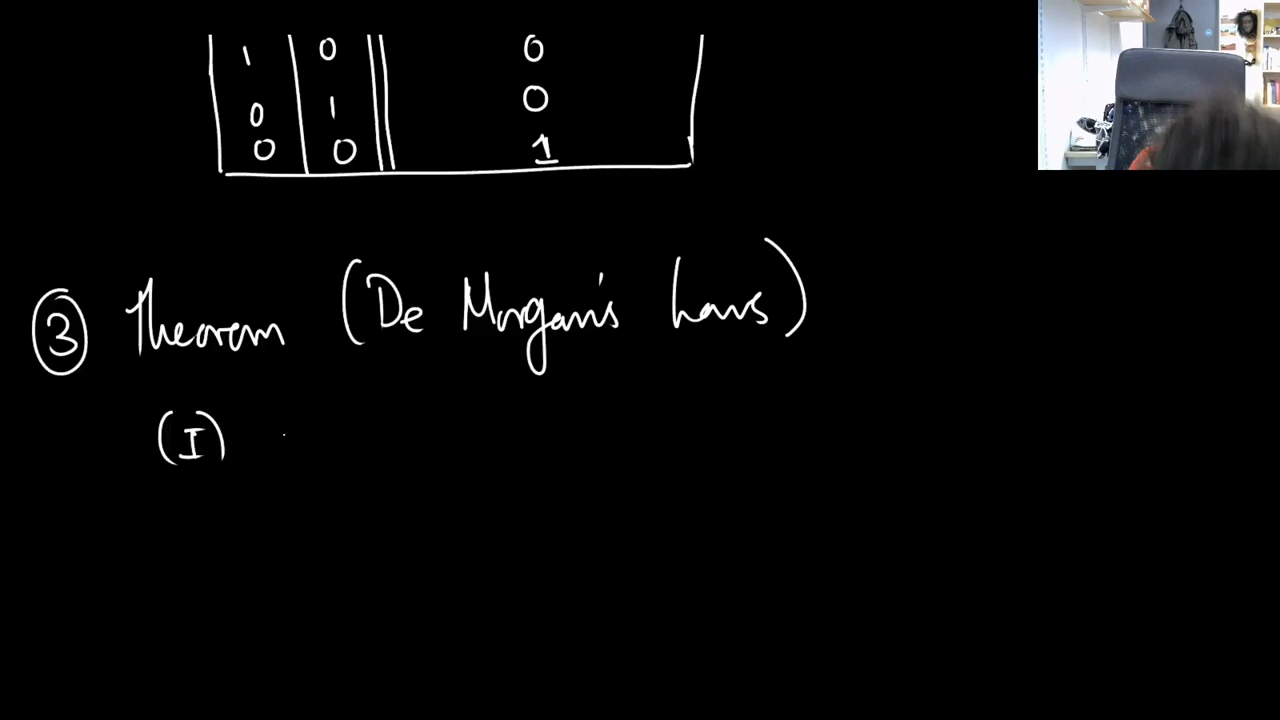 1 0 0
0 1 0
0 0 1
③ Theorem (De Morgan's Laws)
(I)